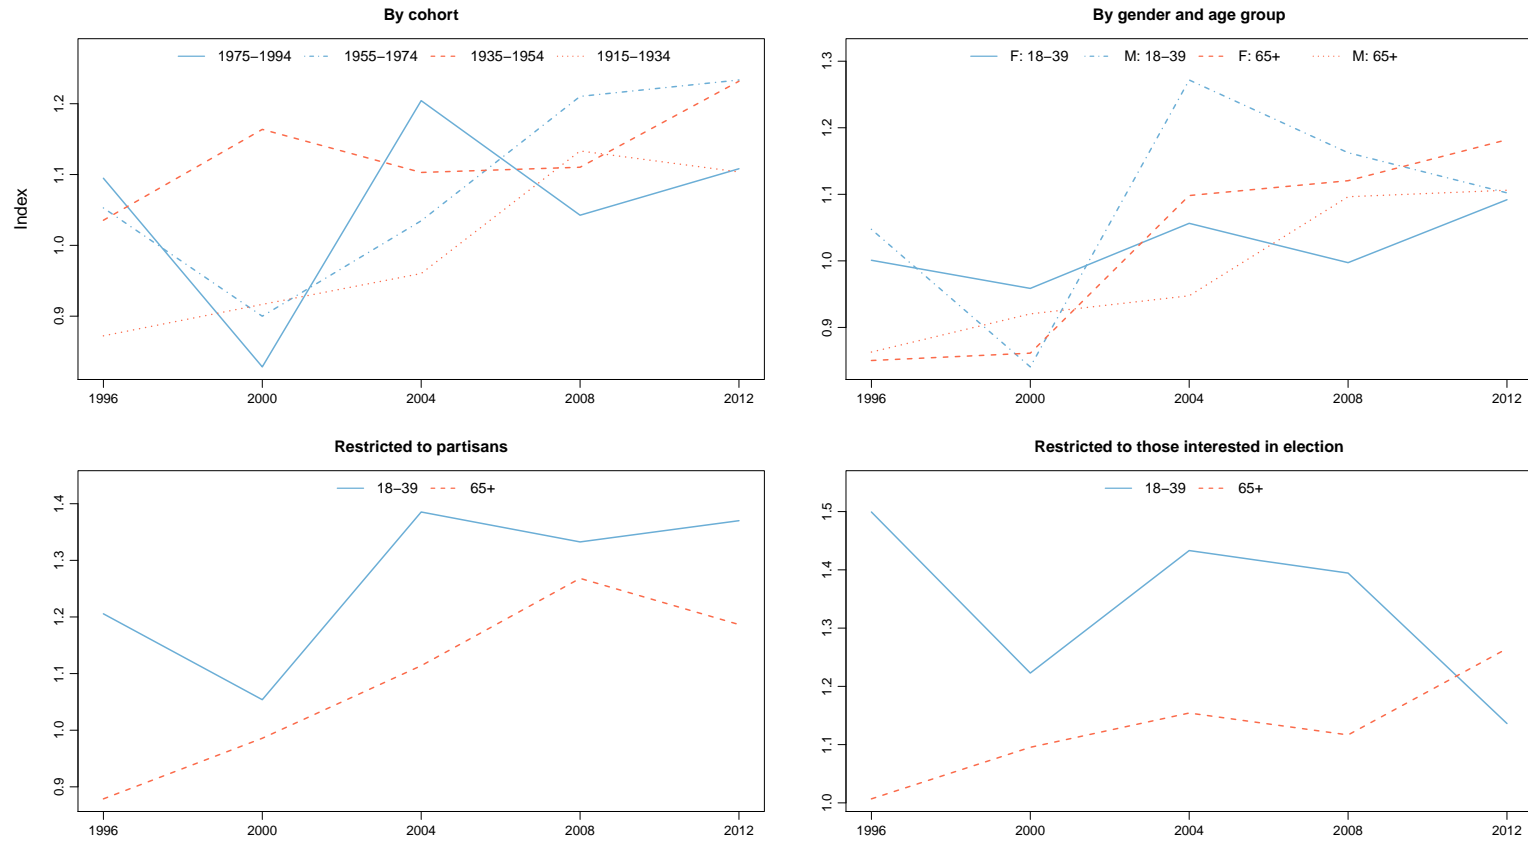 By cohort
1975–1994 1955–1974 1935–1954 1915–1934
Index
1.2
1.1
1.0
0.9
1996 2000 2004 2008 2012
By gender and age group
F: 18–39 M: 18–39 F: 65+ M: 65+
1.3
1.2
1.1
1.0
0.9
1996 2000 2004 2008 2012
Restricted to partisans
18–39 65+
1.4
1.3
1.2
1.1
1.0
0.9
1996 2000 2004 2008 2012
Restricted to those interested in election
18–39 65+
1.5
1.4
1.3
1.2
1.1
1.0
1996 2000 2004 2008 2012